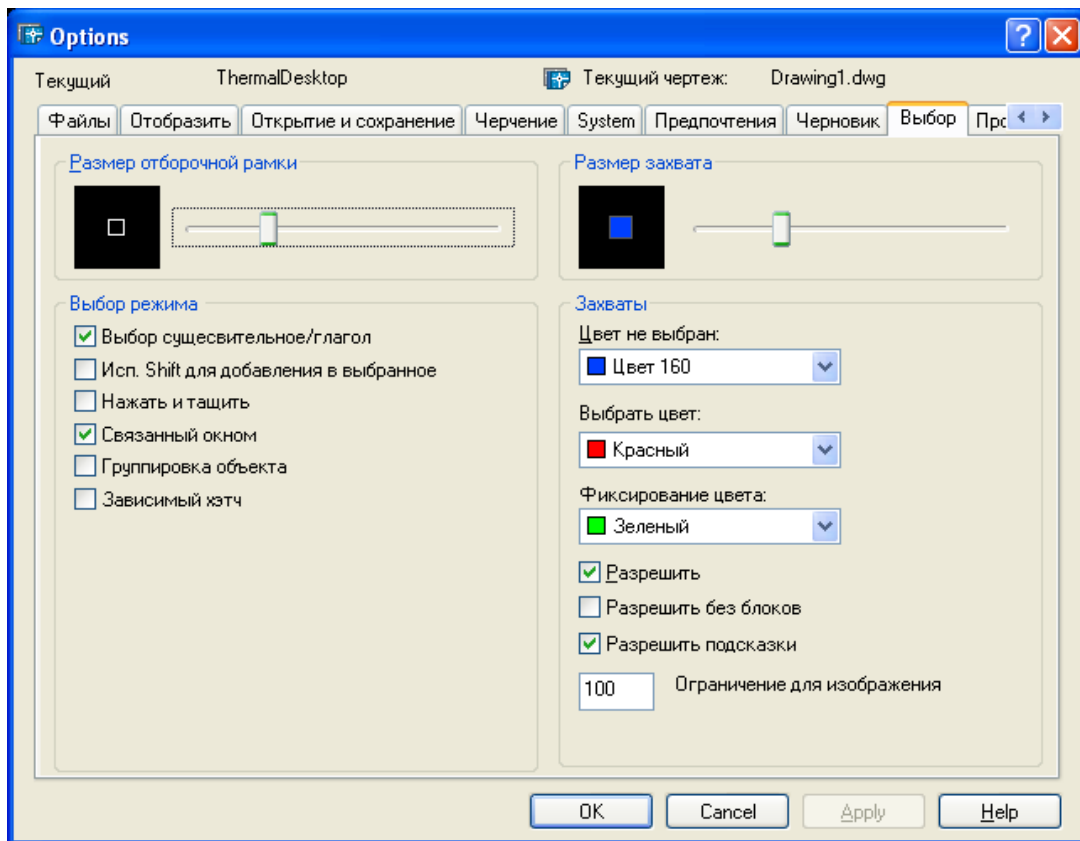 Options
Текущий ThermalDesktop Текущий чертеж: Drawing1.dwg
Файлы Отобразить Открытие и сохранение Черчение System Предпочтения Черновик Выбор Прс
Размер отборочной рамки
Размер захвата
Выбор режима
Выбор сущесвительное/глагол
Исп. Shift для добавления в выбранное
Нажать и тащить
Связанный окном
Группировка объекта
Зависимый хэтч
Захваты
Цвет не выбран:
Цвет 160
Выбрать цвет:
Красный
Фиксирование цвета:
Зеленый
Разрешить
Разрешить без блоков
Разрешить подсказки
100 Ограничение для изображения
OK Cancel Apply Help